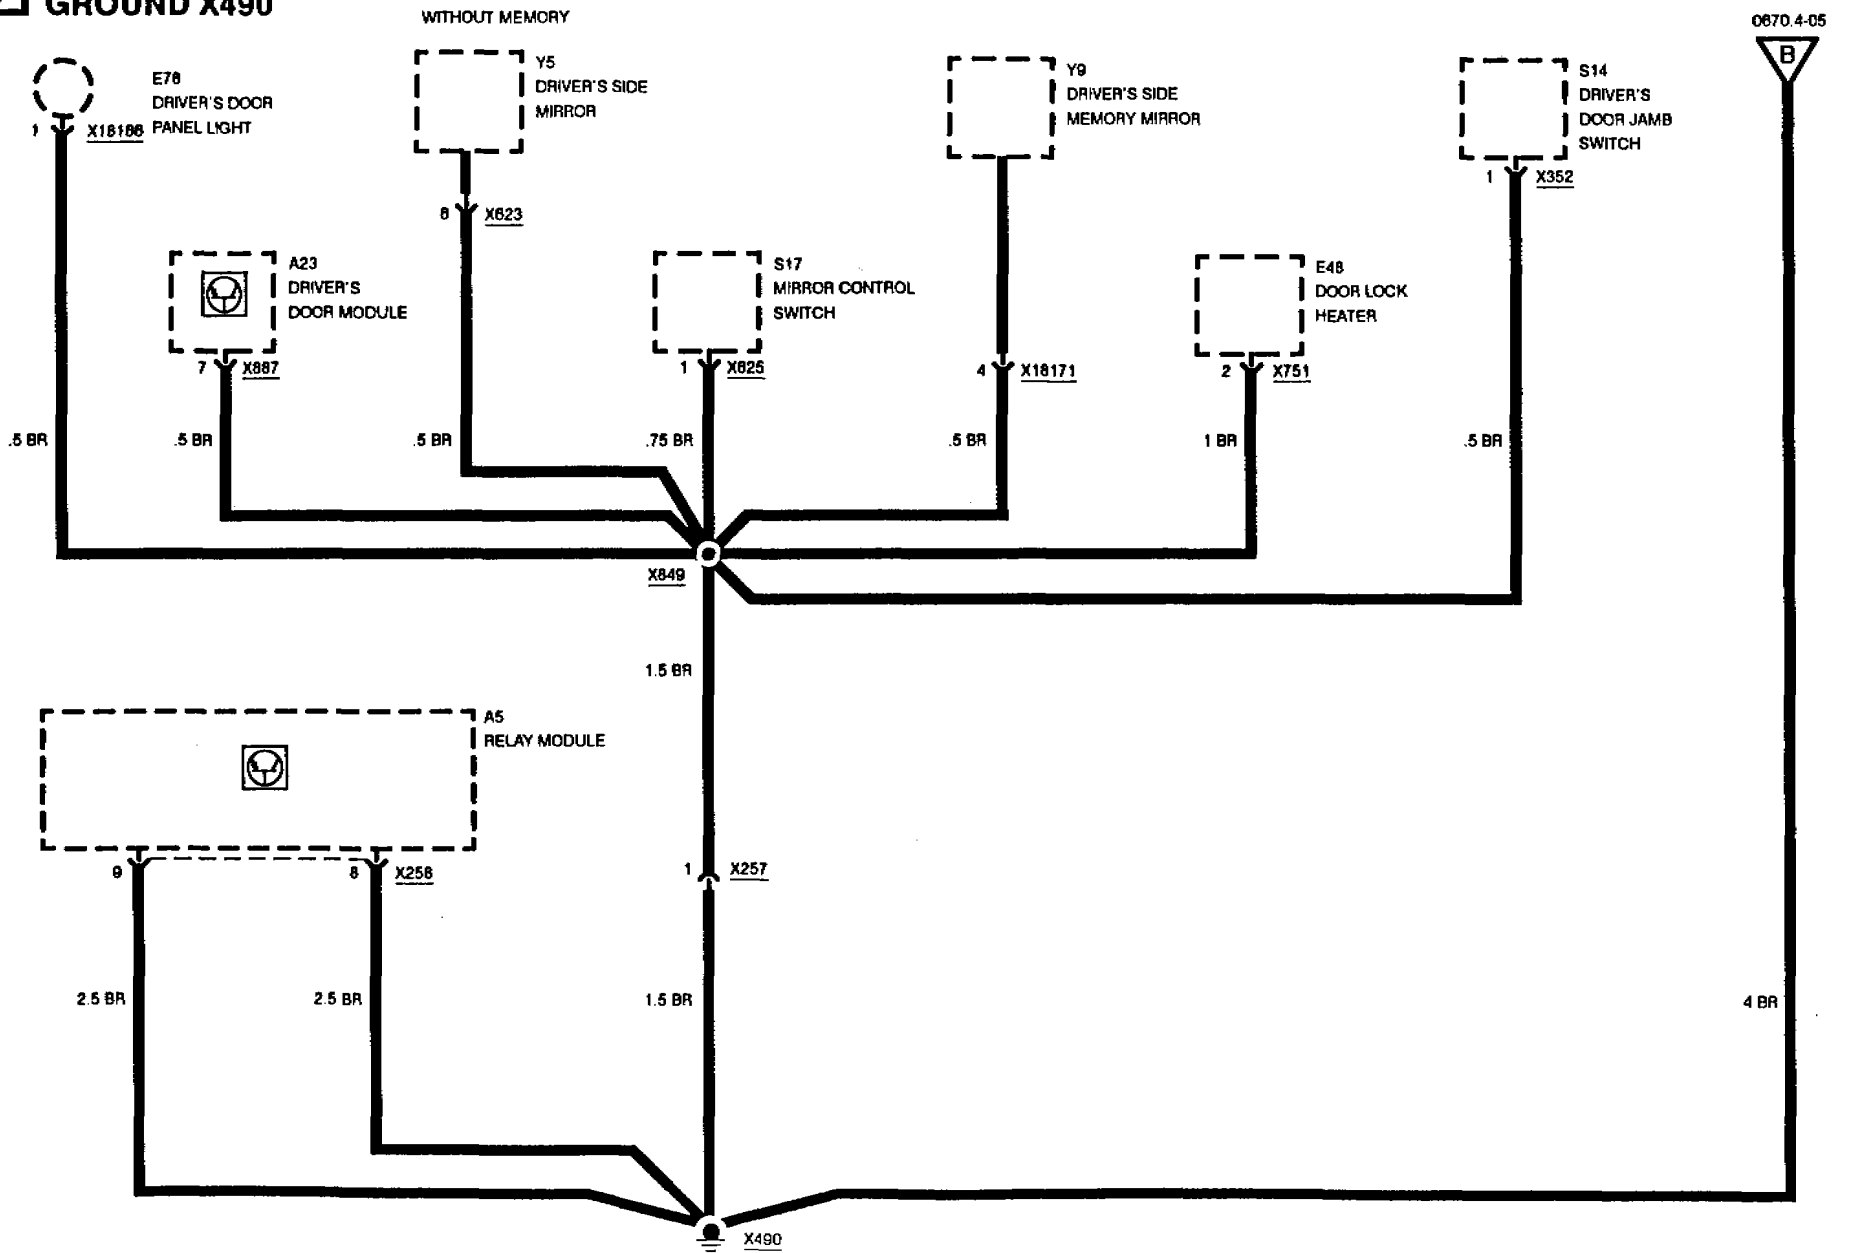 GROUND X490
WITHOUT MEMORY
0670.4-05
B
E78
DRIVER'S DOOR
PANEL LIGHT
1
X18186
Y5
DRIVER'S SIDE
MIRROR
6
X623
Y9
DRIVER'S SIDE
MEMORY MIRROR
S14
DRIVER'S
DOOR JAMB
SWITCH
1
X352
A23
DRIVER'S
DOOR MODULE
7
X887
S17
MIRROR CONTROL
SWITCH
1
X625
4
X18171
E48
DOOR LOCK
HEATER
2
X751
.5 BR
.5 BR
.5 BR
.75 BR
.5 BR
1 BR
.5 BR
X849
1.5 BR
A5
RELAY MODULE
9
8
X256
1
X257
2.5 BR
2.5 BR
1.5 BR
4 BR
X490